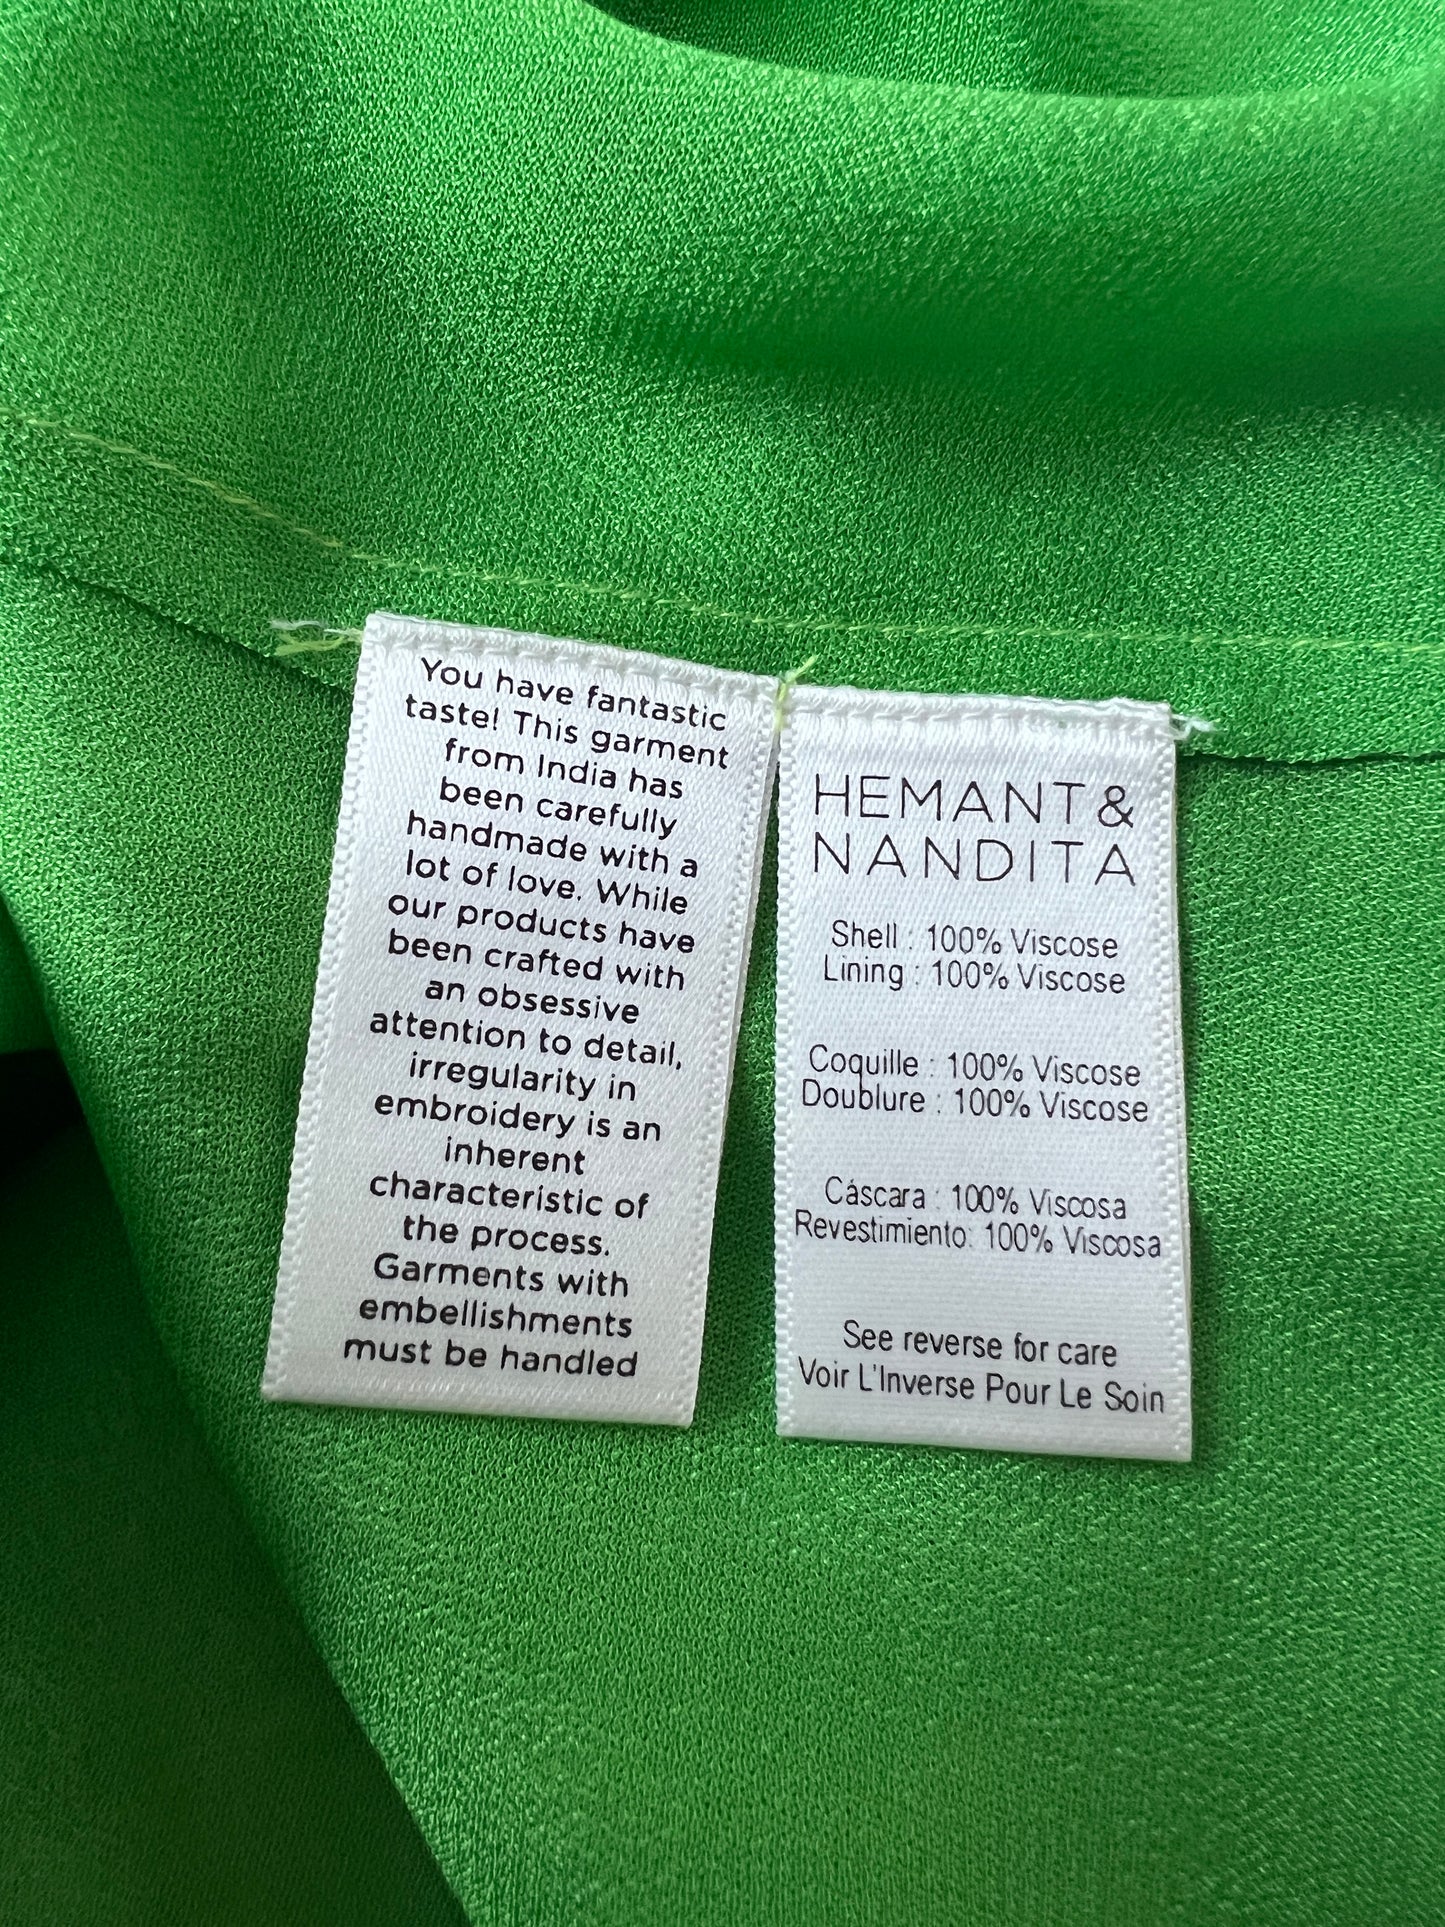 You have fantastic
taste! This garment
from India has
been carefully
handmade with a
lot of love. While
our products have
been crafted with
an obsessive
attention to detail,
irregularity in
embroidery is an
inherent
characteristic of
the process.
Garments with
embellishments
must be handled
HEMANT &
NANDITA
Shell : 100% Viscose
Lining : 100% Viscose
Coquille : 100% Viscose
Doublure : 100% Viscose
Cáscara : 100% Viscosa
Revestimiento: 100% Viscosa
See reverse for care
Voir L'Inverse Pour Le Soin